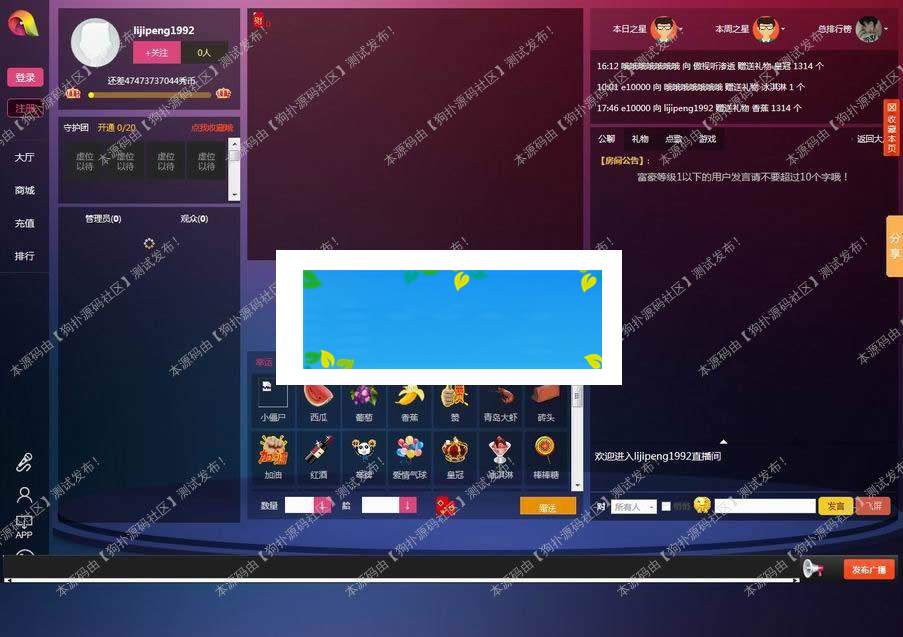 登录
注册
大厅
商城
充值
排行
APP
lijipeng1992
+关注
0人
还差47473737044秀币
守护团 开通 0/20
点我收藏哦
虚位以待
虚位以待
虚位以待
虚位以待
管理员(0)
观众(0)
财
幸运
小僵尸
西瓜
葡萄
香蕉
赞
青岛大虾
砖头
加油
红酒
爱情气球
皇冠
冰淇淋
棒棒糖
数量
給
赠送
本日之星
本周之星
总排行榜
16:12 哦哦哦哦哦哦哦 向 傲视听渗透 赠送礼物 皇冠 1314 个
10:01 e10000 向 哦哦哦哦哦哦哦 赠送礼物 冰淇淋 1 个
17:46 e10000 向 lijipeng1992 赠送礼物 香蕉 1314 个
公聊
礼物
点歌
游戏
返回大
收藏本页
分享
【房间公告】:
富豪等级1以下的用户发言请不要超过10个字哦！
欢迎进入lijipeng1992直播间
对
所有人
悄悄
发言
飞屏
发布广播
本源码由【狗扑源码社区】测试发布！